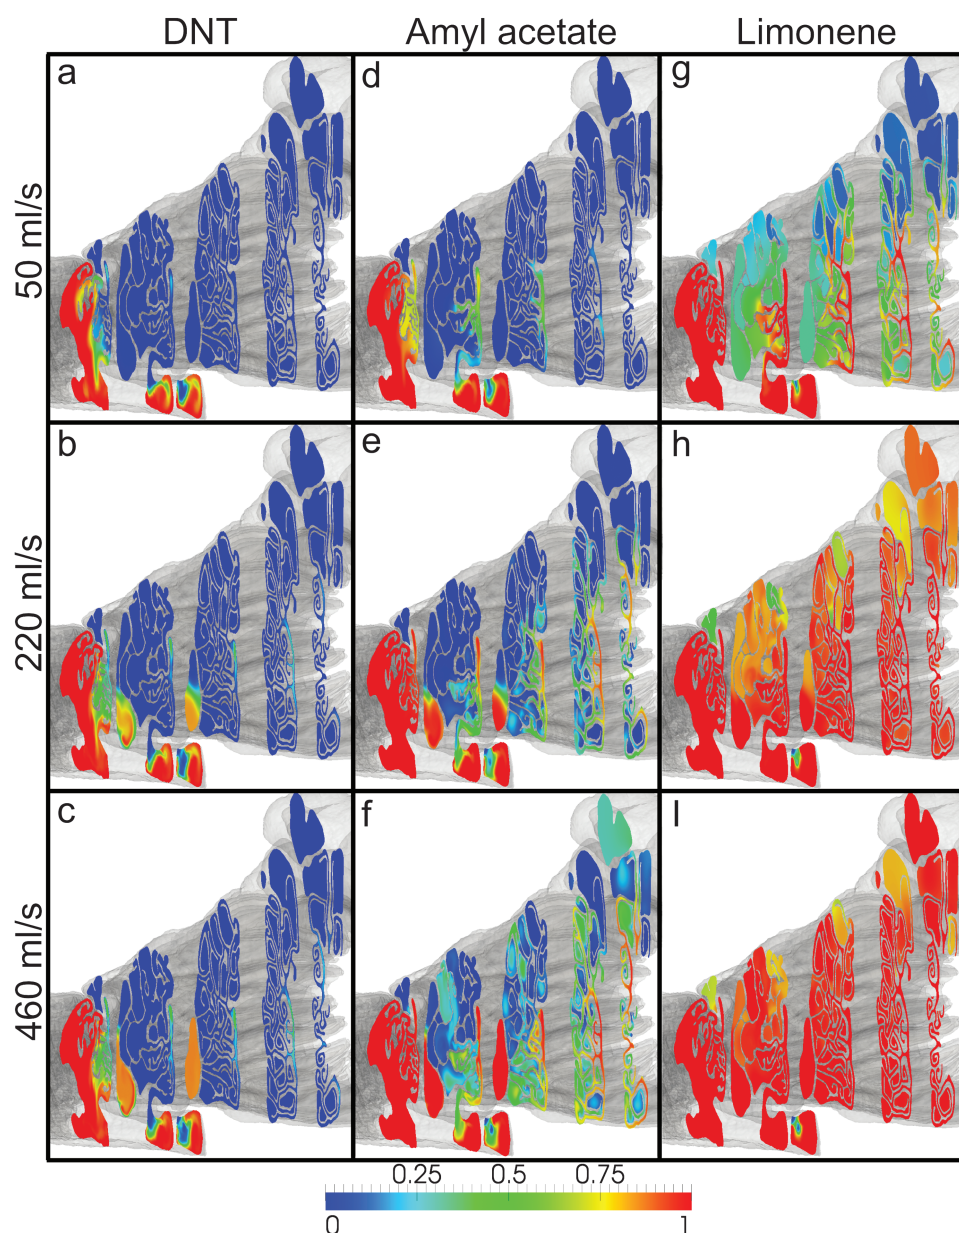 DNT Amyl acetate Limonene
50 ml/s
a d g
220 ml/s
b e h
460 ml/s
c f I
0.25 0.5 0.75
0 1